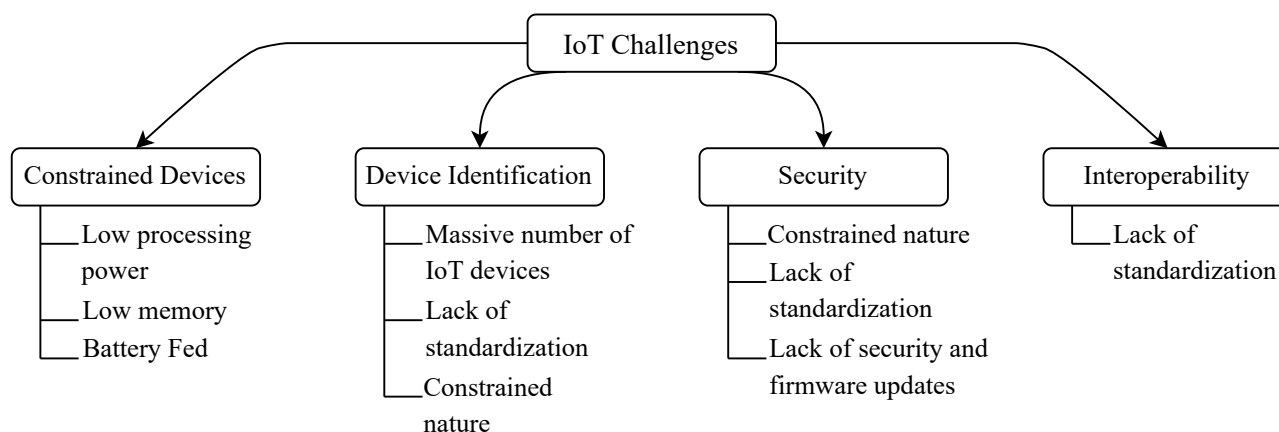 IoT Challenges
Constrained Devices
Low processing
power
Low memory
Battery Fed
Device Identification
Massive number of
IoT devices
Lack of
standardization
Constrained
nature
Security
Constrained nature
Lack of
standardization
Lack of security and
firmware updates
Interoperability
Lack of
standardization